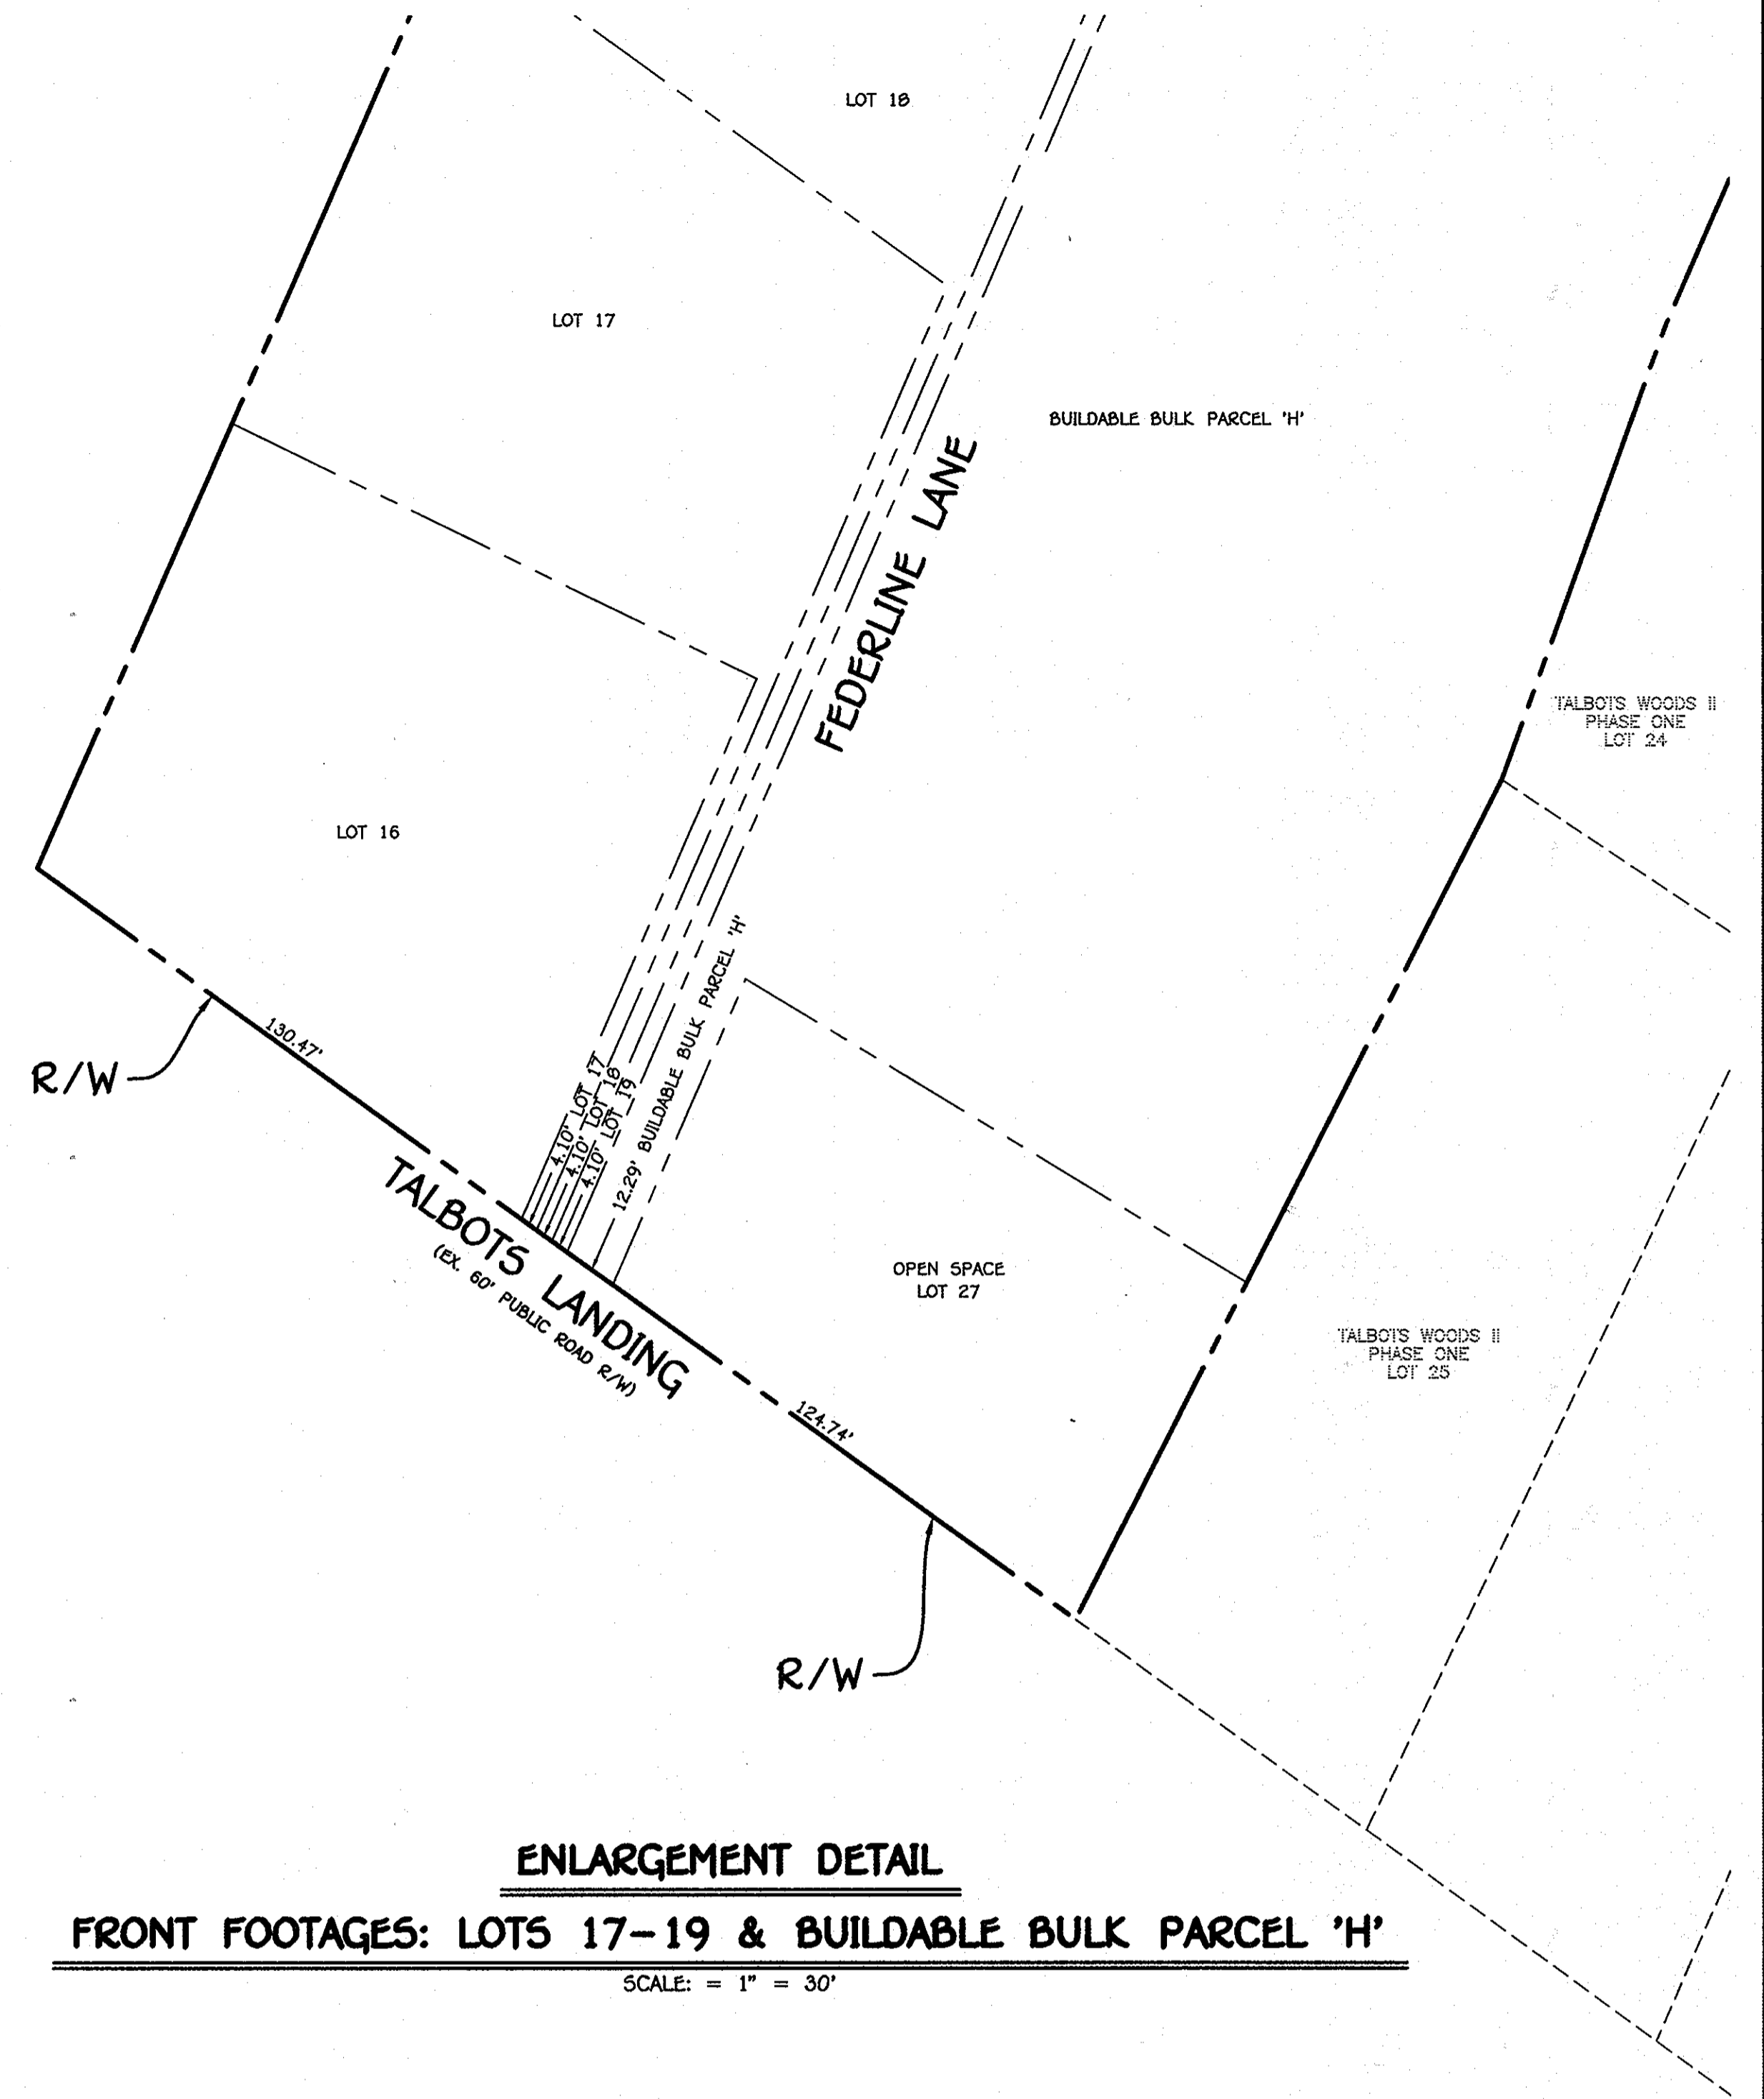 LOT 18
LOT 17
BUILDABLE BULK PARCEL 'H'
FEDERLINE LANE
TALBOTS WOODS II
PHASE ONE
LOT 24
LOT 16
130.47'
R/W
4.10' LOT 17
4.10' LOT 18
4.10' LOT 19
12.29' BUILDABLE BULK PARCEL 'H'
TALBOTS LANDING
(EX. 60' PUBLIC ROAD R/W)
OPEN SPACE
LOT 27
TALBOTS WOODS II
PHASE ONE
LOT 25
124.74'
R/W
ENLARGEMENT DETAIL
FRONT FOOTAGES: LOTS 17-19 & BUILDABLE BULK PARCEL 'H'
SCALE: = 1" = 30'